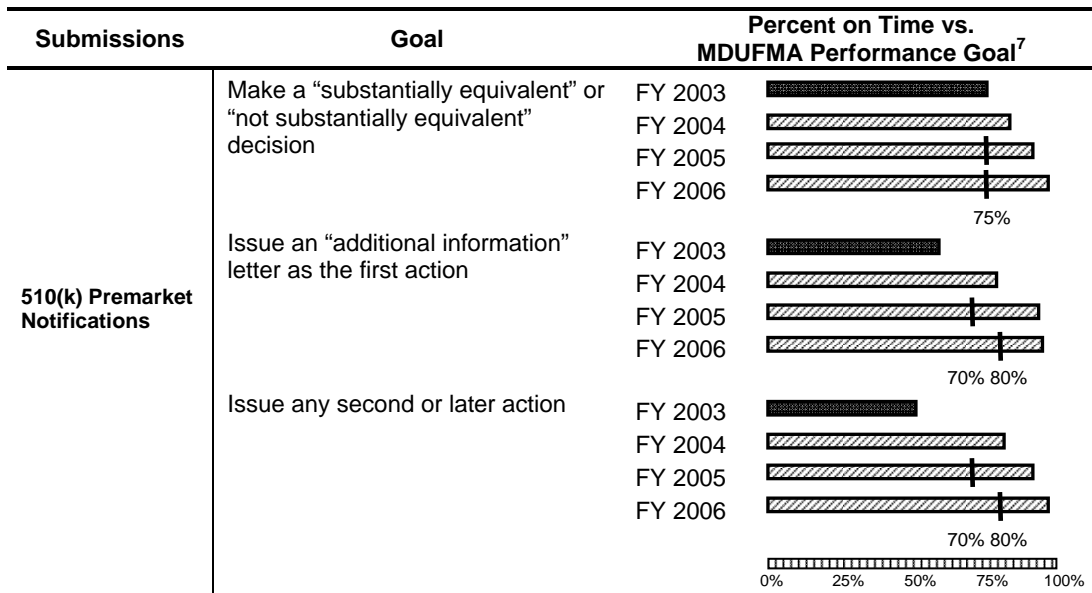 Submissions Goal Percent on Time vs.
MDUFMA Performance Goal7
510(k) Premarket
Notifications
Make a “substantially equivalent” or
“not substantially equivalent”
decision
FY 2003
FY 2004
FY 2005
FY 2006
75%
Issue an “additional information”
letter as the first action
FY 2003
FY 2004
FY 2005
FY 2006
70% 80%
Issue any second or later action
FY 2003
FY 2004
FY 2005
FY 2006
70% 80%
0% 25% 50% 75% 100%